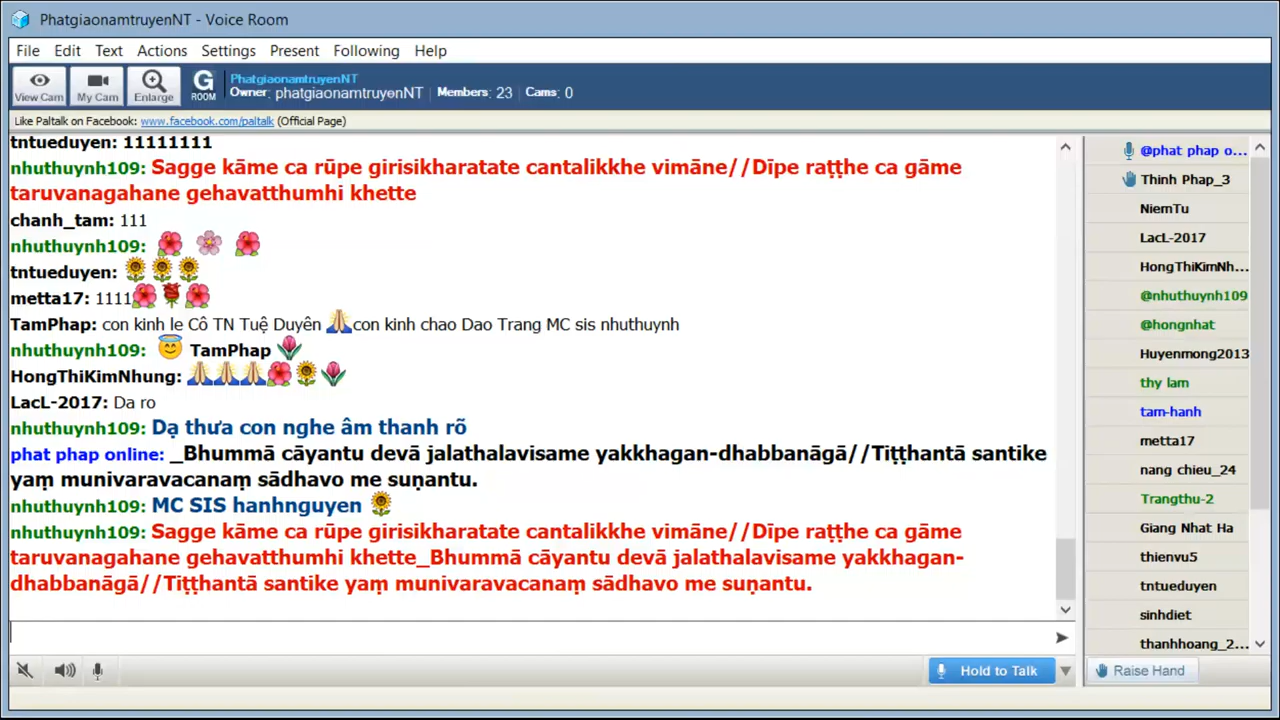 PhatgiaonamtruyenNT - Voice Room
File Edit Text Actions Settings Present Following Help
View Cam My Cam Enlarge G ROOM
PhatgiaonamtruyenNT
Owner: phatgiaonamtruyenNT | Members: 23 | Cams: 0
Like Paltalk on Facebook: www.facebook.com/paltalk (Official Page)
tntueduyen: 11111111
nhuthuynh109: Sagge kāme ca rūpe girisikharatate cantalikkhe vimāne//Dīpe raṭṭhe ca gāme
taruvanagahane gehavatthumhi khette
chanh_tam: 111
nhuthuynh109:
tntueduyen:
metta17: 1111
TamPhap: con kinh le Cô TN Tuệ Duyên con kinh chao Dao Trang MC sis nhuthuynh
nhuthuynh109: TamPhap
HongThiKimNhung:
LacL-2017: Da ro
nhuthuynh109: Dạ thưa con nghe âm thanh rõ
phat phap online: _Bhummā cāyantu devā jalathalavisame yakkhagan-dhabbanāgā//Tiṭṭhantā santike
yaṃ munivaravacanaṃ sādhavo me suṇantu.
nhuthuynh109: MC SIS hanhnguyen
nhuthuynh109: Sagge kāme ca rūpe girisikharatate cantalikkhe vimāne//Dīpe raṭṭhe ca gāme
taruvanagahane gehavatthumhi khette_Bhummā cāyantu devā jalathalavisame yakkhagan-
dhabbanāgā//Tiṭṭhantā santike yaṃ munivaravacanaṃ sādhavo me suṇantu.
Hold to Talk
@phat phap o...
Thinh Phap_3
NiemTu
LacL-2017
HongThiKimNh...
@nhuthuynh109
@hongnhat
Huyenmong2013
thy lam
tam-hanh
metta17
nang chieu_24
Trangthu-2
Giang Nhat Ha
thienvu5
tntueduyen
sinhdiet
thanhhoang_2...
Raise Hand